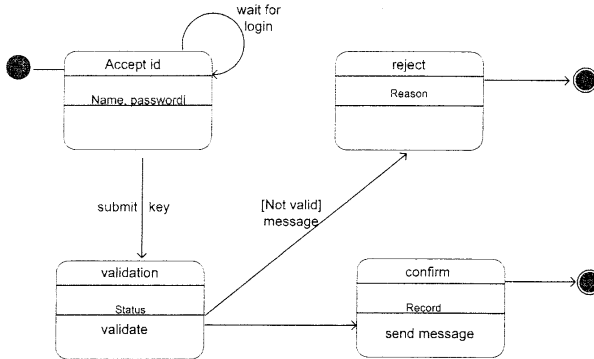 wait for
login
Accept id
Name, passwordi
reject
Reason
submit key
[Not valid]
message
validation
Status
validate
confirm
Record
send message